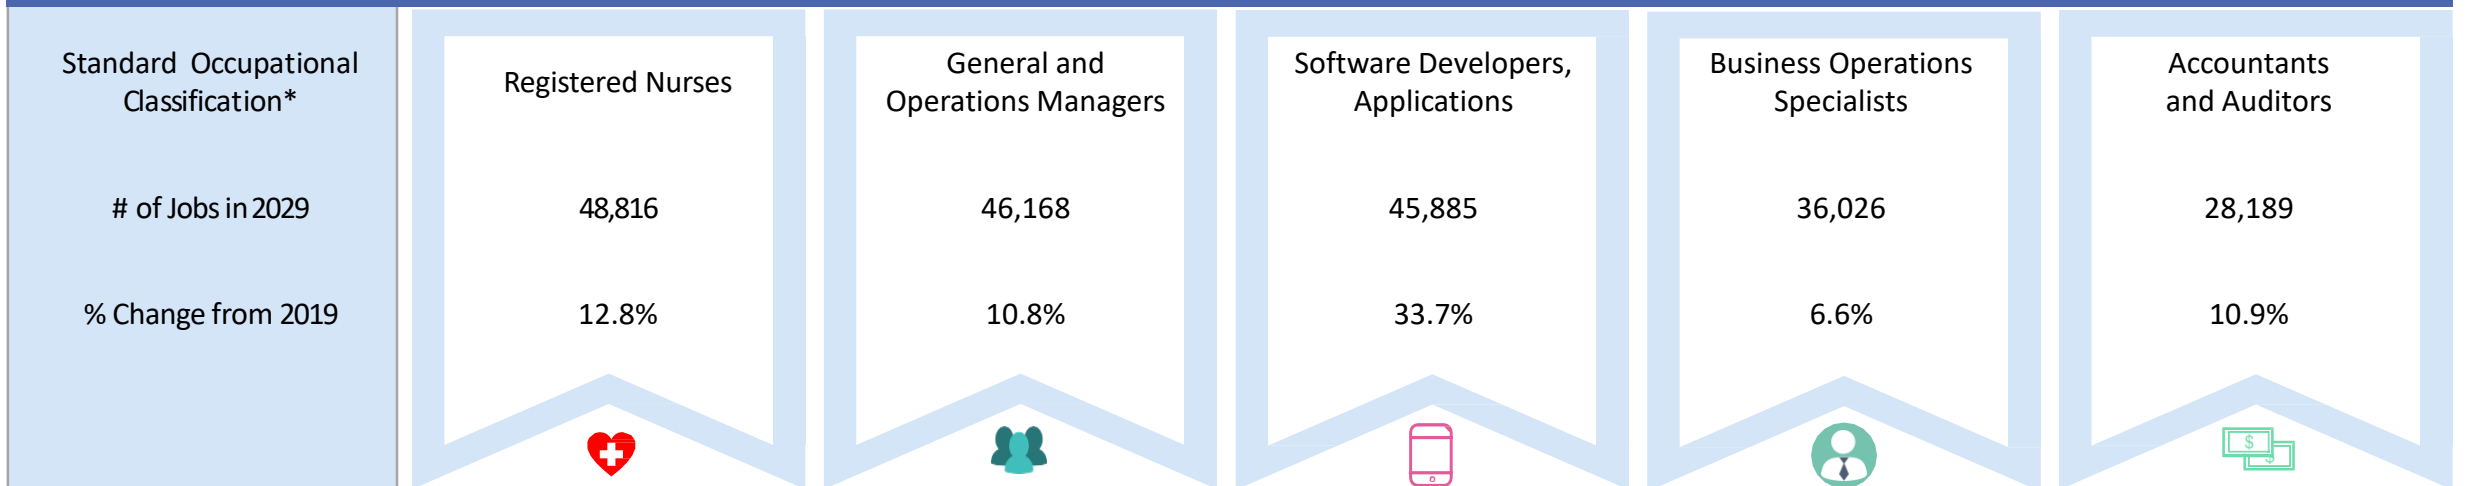 Standard Occupational
Classification*
Registered Nurses
General and
Operations Managers
Software Developers,
Applications
Business Operations
Specialists
Accountants
and Auditors
# of Jobs in 2029
48,816
46,168
45,885
36,026
28,189
% Change from 2019
12.8%
10.8%
33.7%
6.6%
10.9%
$
$